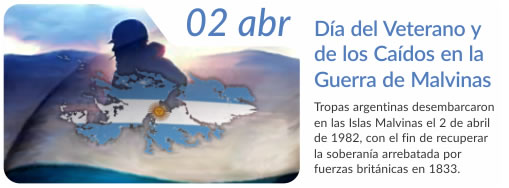 02 abr
Día del Veterano y
de los Caídos en la
Guerra de Malvinas
Tropas argentinas desembarcaron
en las Islas Malvinas el 2 de abril
de 1982, con el fin de recuperar
la soberanía arrebatada por
fuerzas británicas en 1833.